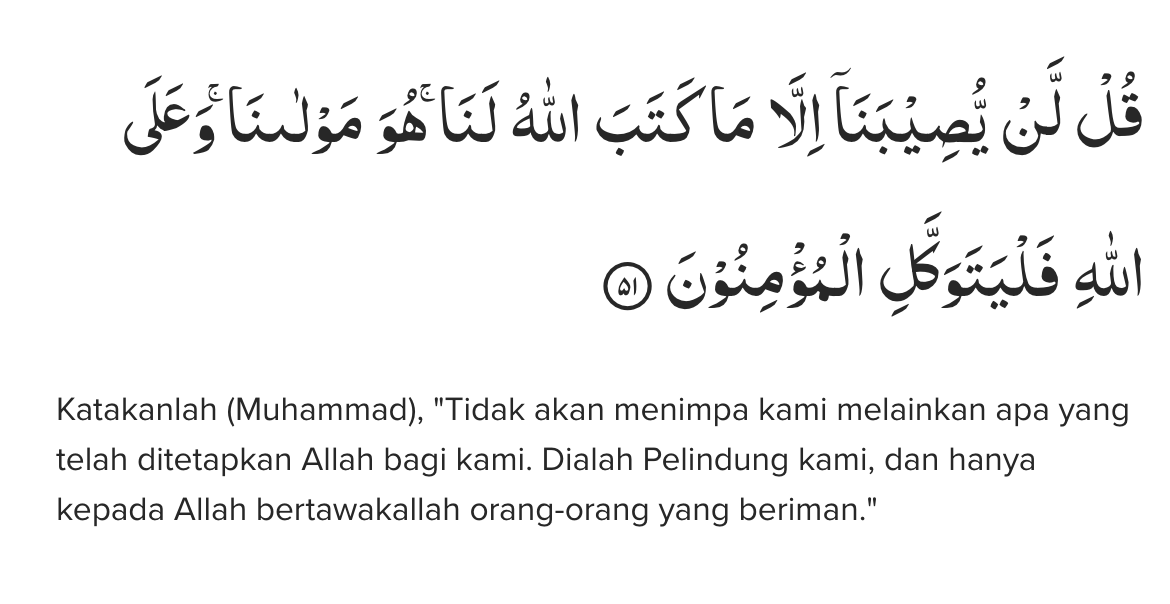 قُلْ لَّنْ يُّصِيْبَنَآ اِلَّا مَا كَتَبَ اللّٰهُ لَنَاۚ هُوَ مَوْلٰىنَا ۚوَعَلَى
اللّٰهِ فَلْيَتَوَكَّلِ الْمُؤْمِنُوْنَ ۵۱
Katakanlah (Muhammad), "Tidak akan menimpa kami melainkan apa yang
telah ditetapkan Allah bagi kami. Dialah Pelindung kami, dan hanya
kepada Allah bertawakallah orang-orang yang beriman."